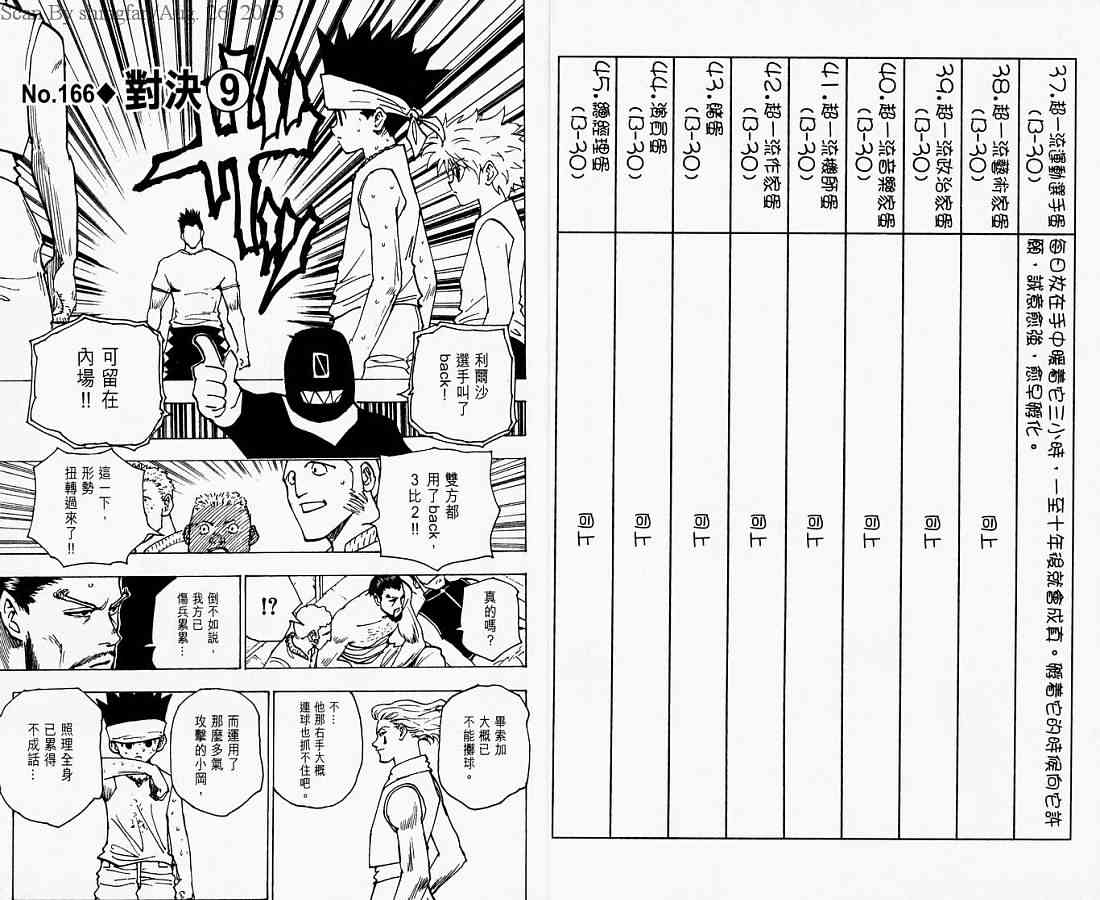 Scan By shingfan Aug. 26, 2003
37.超一流運動選手蛋
(B-30)
每日放在手中暖着它三小時，一至十年後就會成真。孵着它的時候向它許
願，誠意愈強，愈早孵化。
38.超一流藝術家蛋
(B-30)
同上
39.超一流政治家蛋
(B-30)
同上
40.超一流音樂家蛋
(B-30)
同上
41.超一流機師蛋
(B-30)
同上
42.超一流作家蛋
(B-30)
同上
43.賭蛋
(B-30)
同上
44.演員蛋
(B-30)
同上
45.總經理蛋
(B-30)
同上
No.166◆對決9
利爾沙
選手叫了
back!
可留在
內場!!
雙方都
用了back，
3比2!!
這一下，
形勢
扭轉過來了!!
真的嗎?
!?
倒不如說，
我方已
傷兵累累…
畢索加
大概已
不能擲球。
不…
他那右手大概
連球也抓不住吧。
而運用了
那麼多氣
攻擊的小岡，
照理全身
已累得
不成話…